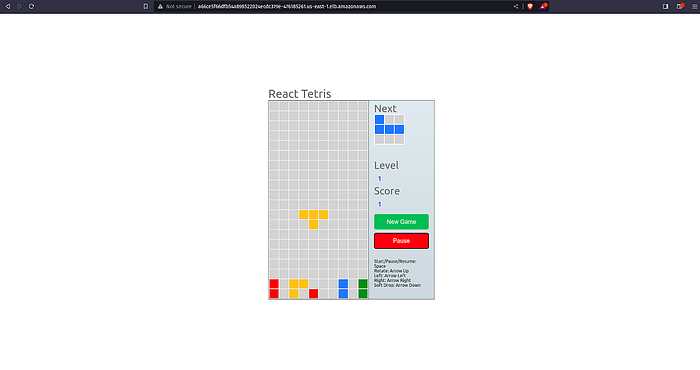 Not secure
a66ce5f66dfb54a898522024ecdc379e-476185261.us-east-1.elb.amazonaws.com
React Tetris
Next
Level
1
Score
1
New Game
Pause
Start/Pause/Resume:
Space
Rotate: Arrow Up
Left: Arrow Left
Right: Arrow Right
Soft Drop: Arrow Down